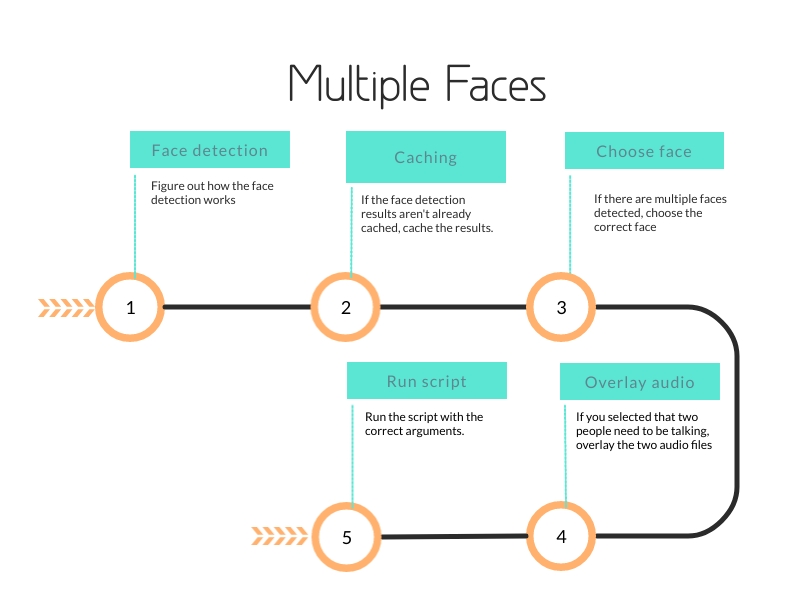 Multiple Faces
Face detection
Figure out how the face
detection works
1
Caching
If the face detection
results aren't already
cached, cache the results.
2
Choose face
If there are multiple faces
detected, choose the
correct face
3
Overlay audio
If you selected that two
people need to be talking,
overlay the two audio files
4
Run script
Run the script with the
correct arguments.
5